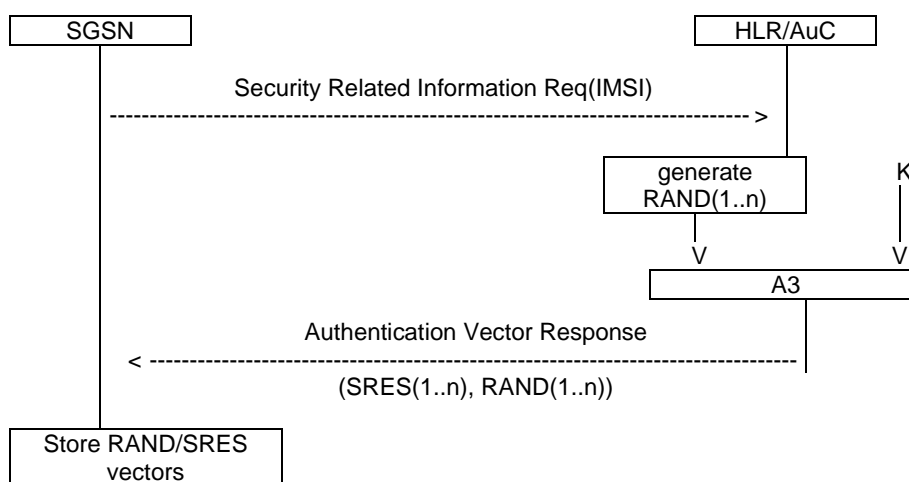 SGSN
HLR/AuC
Security Related Information Req(IMSI)
------------------------------------------------------------------------------- >
generate
RAND(1..n)
K
V
V
A3
Authentication Vector Response
< --------------------------------------------------------------------------------
(SRES(1..n), RAND(1..n))
Store RAND/SRES
vectors